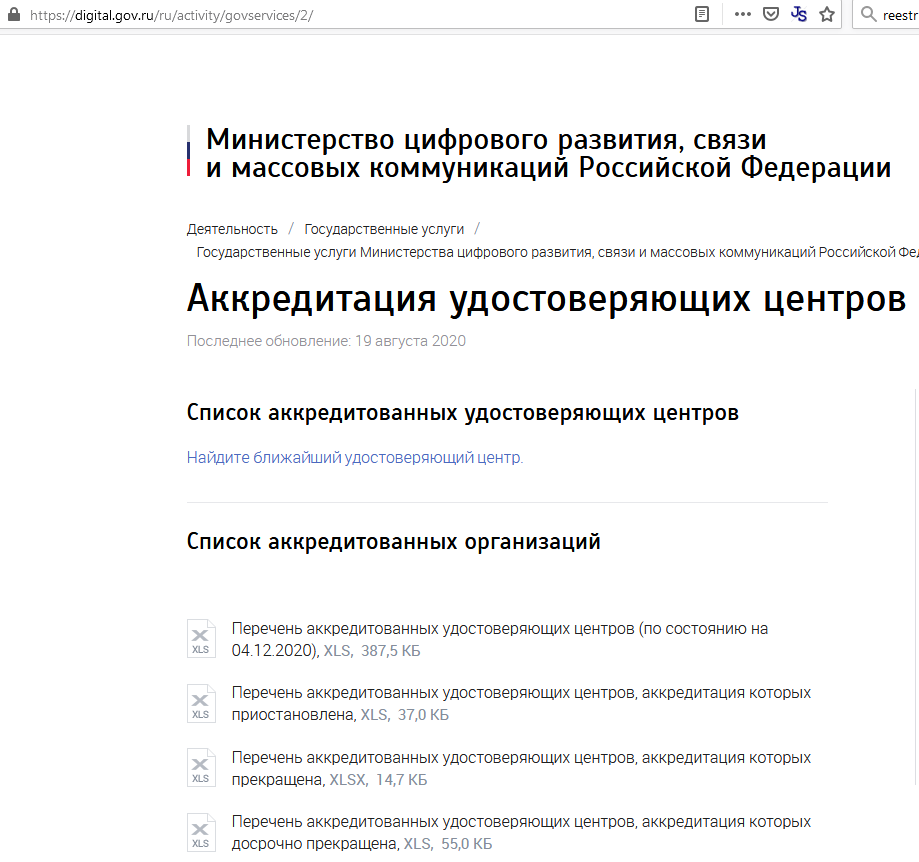 https://digital.gov.ru/ru/activity/govservices/2/
reestr
Министерство цифрового развития, связи
и массовых коммуникаций Российской Федерации
Деятельность / Государственные услуги /
Государственные услуги Министерства цифрового развития, связи и массовых коммуникаций Российской Фед
Аккредитация удостоверяющих центров
Последнее обновление: 19 августа 2020
Список аккредитованных удостоверяющих центров
Найдите ближайший удостоверяющий центр.
Список аккредитованных организаций
XLS
Перечень аккредитованных удостоверяющих центров (по состоянию на
04.12.2020), XLS, 387,5 КБ
XLS
Перечень аккредитованных удостоверяющих центров, аккредитация которых
приостановлена, XLS, 37,0 КБ
XLS
Перечень аккредитованных удостоверяющих центров, аккредитация которых
прекращена, XLSX, 14,7 КБ
XLS
Перечень аккредитованных удостоверяющих центров, аккредитация которых
досрочно прекращена, XLS, 55,0 КБ